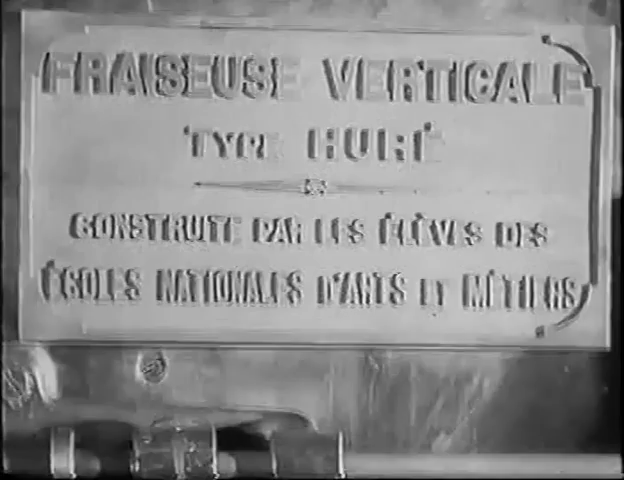 FRAISEUSE VERTICALE
TYPE HURÉ
CONSTRUITE PAR LES ÉLÈVES DES
ÉCOLES NATIONALES D'ARTS ET MÉTIERS